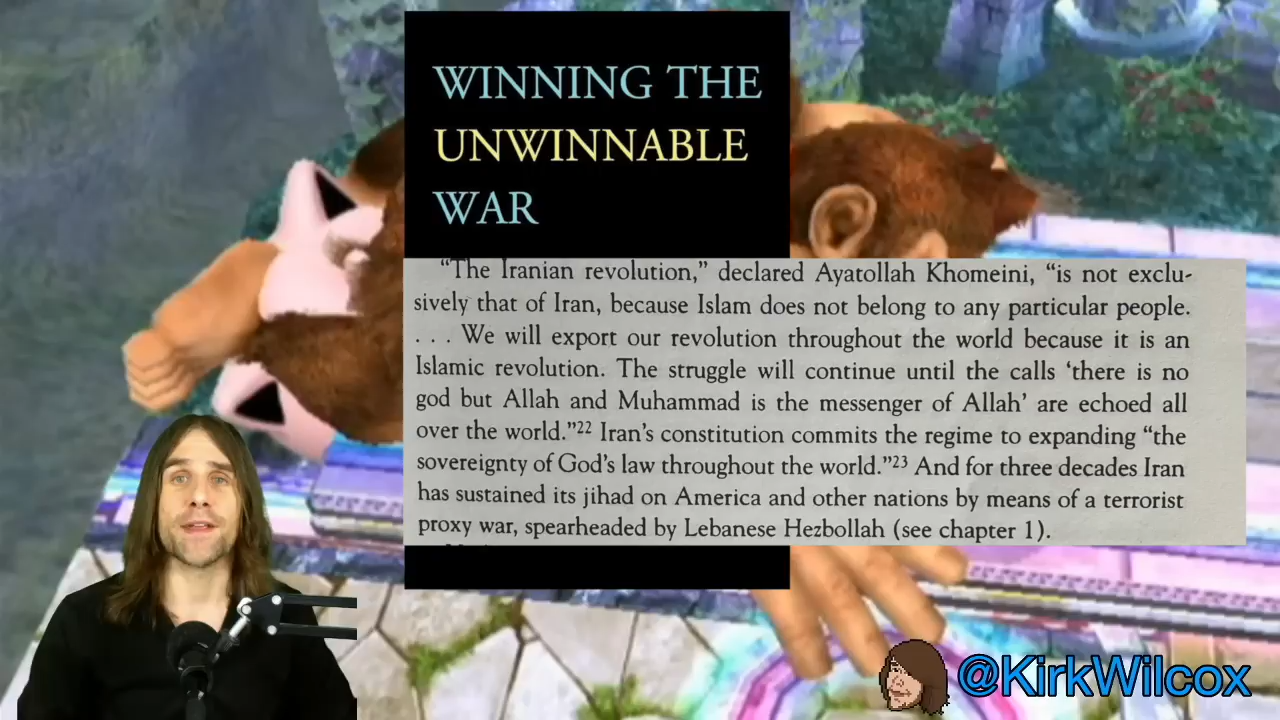 WINNING THE
UNWINNABLE
WAR
“The Iranian revolution,” declared Ayatollah Khomeini, “is not exclu-
sively that of Iran, because Islam does not belong to any particular people.
. . . We will export our revolution throughout the world because it is an
Islamic revolution. The struggle will continue until the calls ‘there is no
god but Allah and Muhammad is the messenger of Allah’ are echoed all
over the world.”22 Iran’s constitution commits the regime to expanding “the
sovereignty of God’s law throughout the world.”23 And for three decades Iran
has sustained its jihad on America and other nations by means of a terrorist
proxy war, spearheaded by Lebanese Hezbollah (see chapter 1).
@KirkWilcox